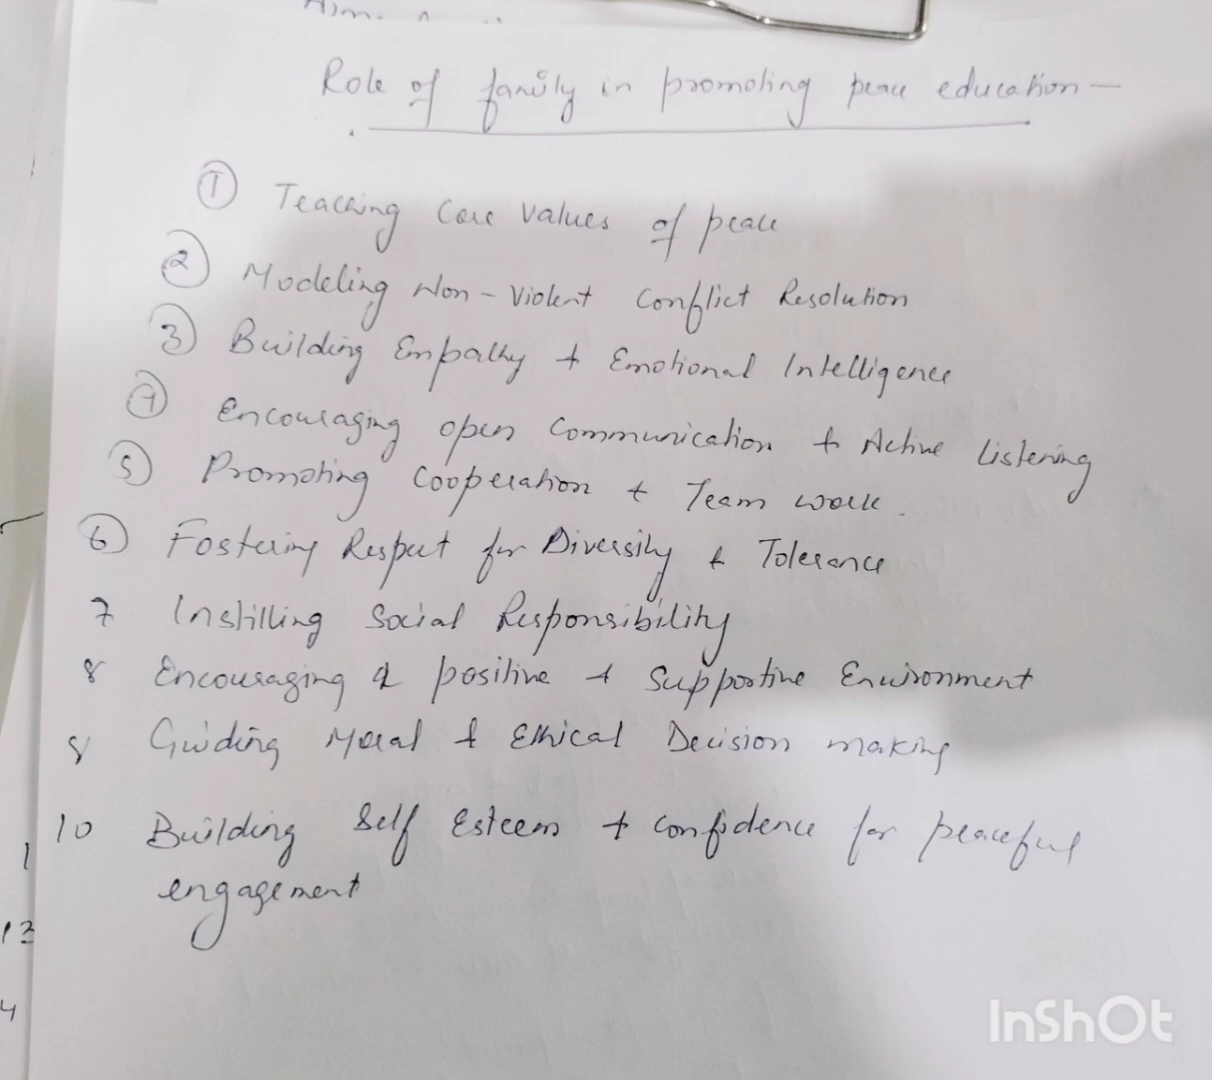 Role of family in promoting peace education —
① Teaching Core Values of peace
② Modeling Non - Violent Conflict Resolution
③ Building Empathy + Emotional Intelligence
④ Encouraging open Communication + Active Listening
⑤ Promoting Cooperation + Team work.
⑥ Fostering Respect for Diversity & Tolerance
7 Instilling Social Responsibility
8 Encouraging a positive + Supportive Environment
9 Guiding Moral & Ethical Decision making
10 Building Self Esteem + Confidence for peaceful
engagement
1
13
4
InShOt